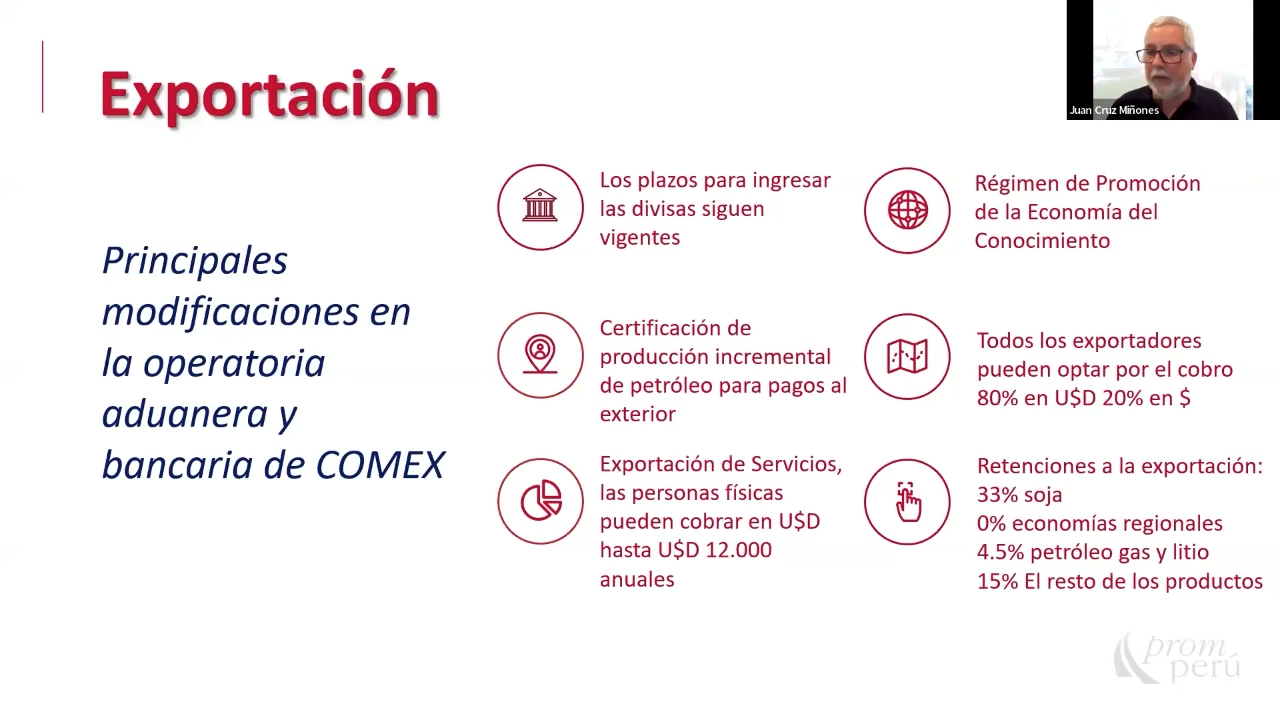 Exportación
Juan Cruz Miñones
Principales
modificaciones en
la operatoria
aduanera y
bancaria de COMEX
Los plazos para ingresar
las divisas siguen
vigentes
Régimen de Promoción
de la Economía del
Conocimiento
Certificación de
producción incremental
de petróleo para pagos al
exterior
Todos los exportadores
pueden optar por el cobro
80% en U$D 20% en $
Exportación de Servicios,
las personas físicas
pueden cobrar en U$D
hasta U$D 12.000
anuales
Retenciones a la exportación:
33% soja
0% economías regionales
4.5% petróleo gas y litio
15% El resto de los productos
prom
perú